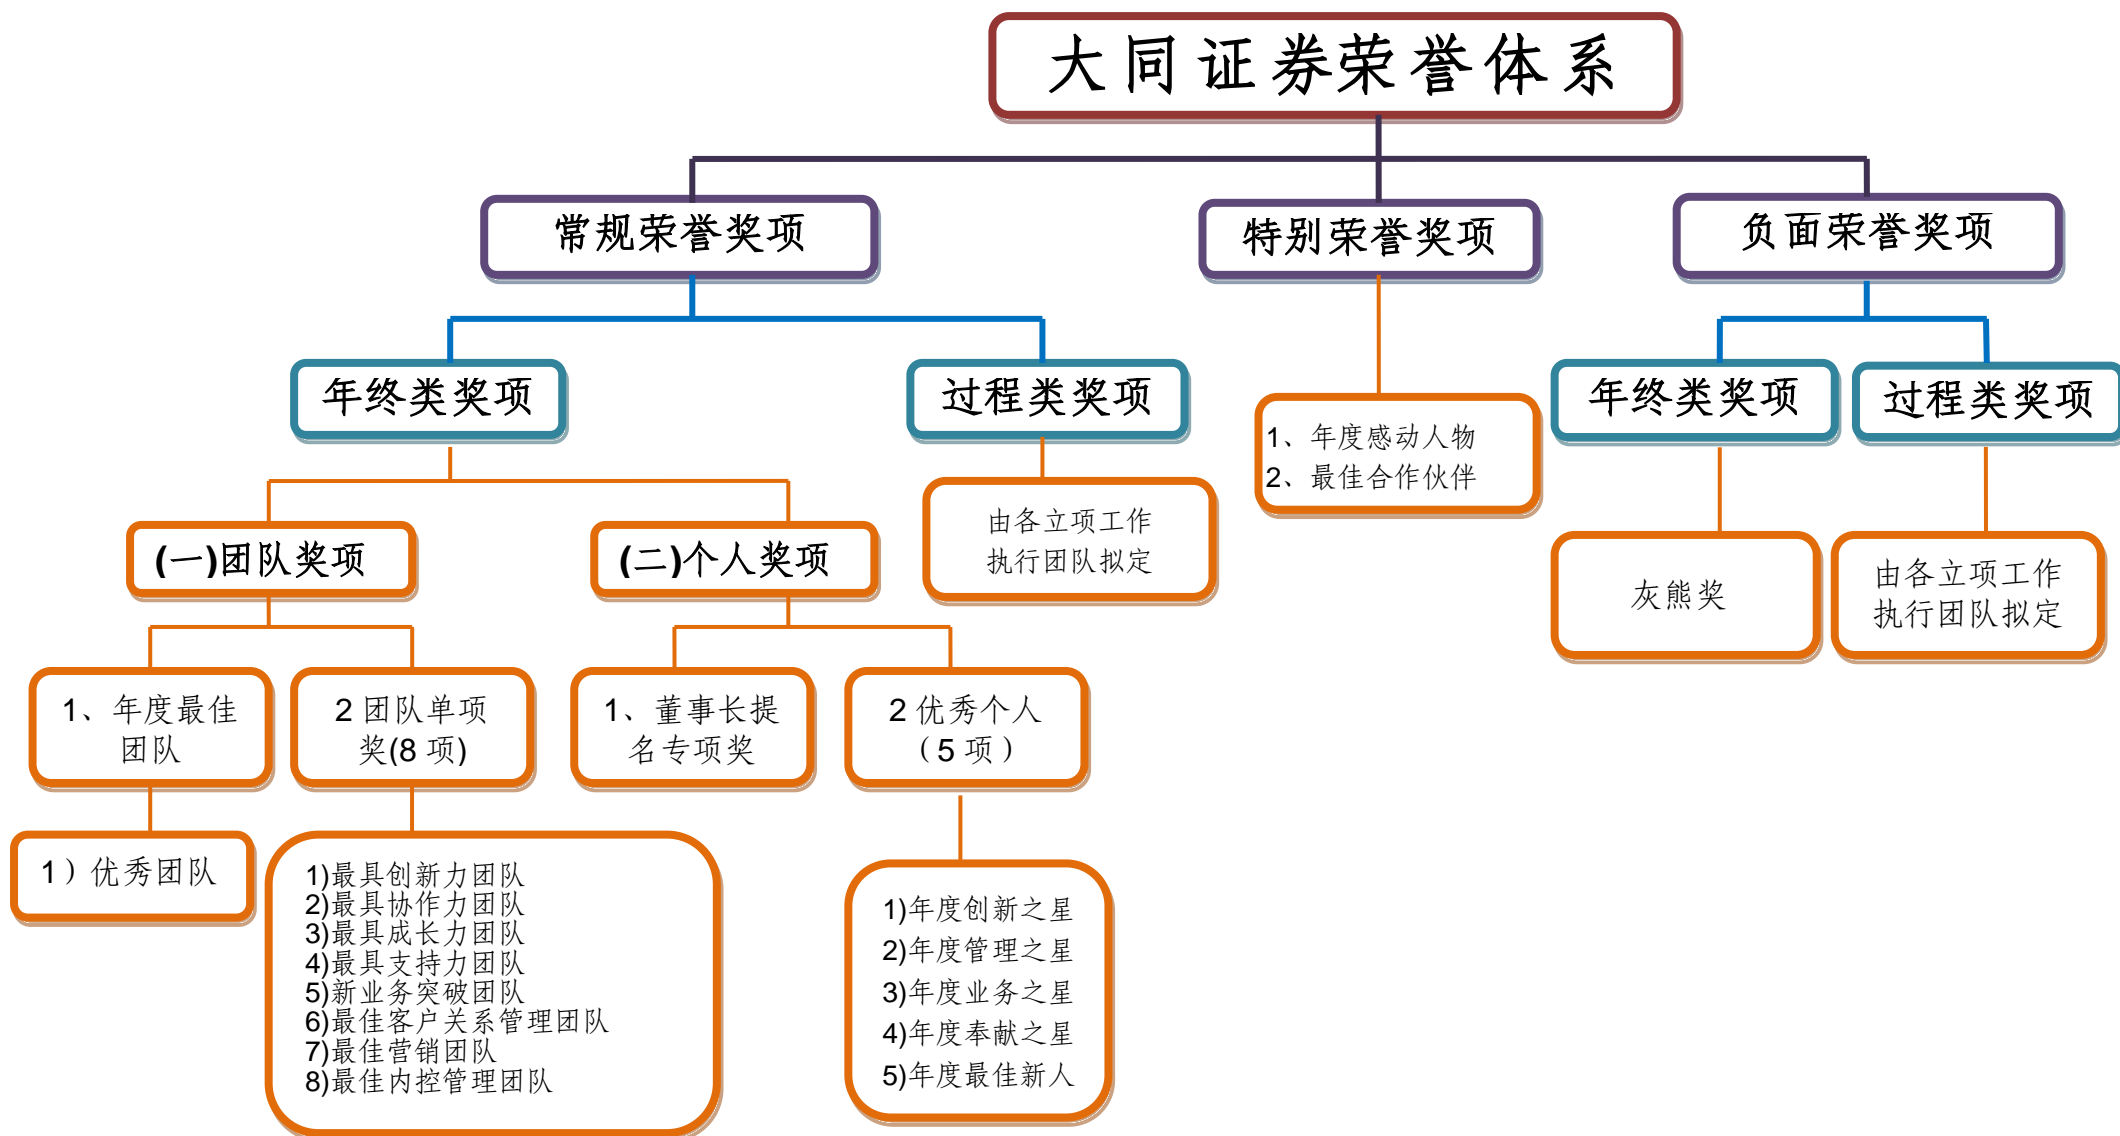 大同证券荣誉体系
常规荣誉奖项
特别荣誉奖项
负面荣誉奖项
年终类奖项
过程类奖项
年终类奖项
过程类奖项
1、年度感动人物
2、最佳合作伙伴
由各立项工作
执行团队拟定
(一)团队奖项
(二)个人奖项
灰熊奖
由各立项工作
执行团队拟定
1、年度最佳
团队
2 团队单项
奖(8 项)
1、董事长提
名专项奖
2 优秀个人
（5 项）
1）优秀团队
1)最具创新力团队
2)最具协作力团队
3)最具成长力团队
4)最具支持力团队
5)新业务突破团队
6)最佳客户关系管理团队
7)最佳营销团队
8)最佳内控管理团队
1)年度创新之星
2)年度管理之星
3)年度业务之星
4)年度奉献之星
5)年度最佳新人